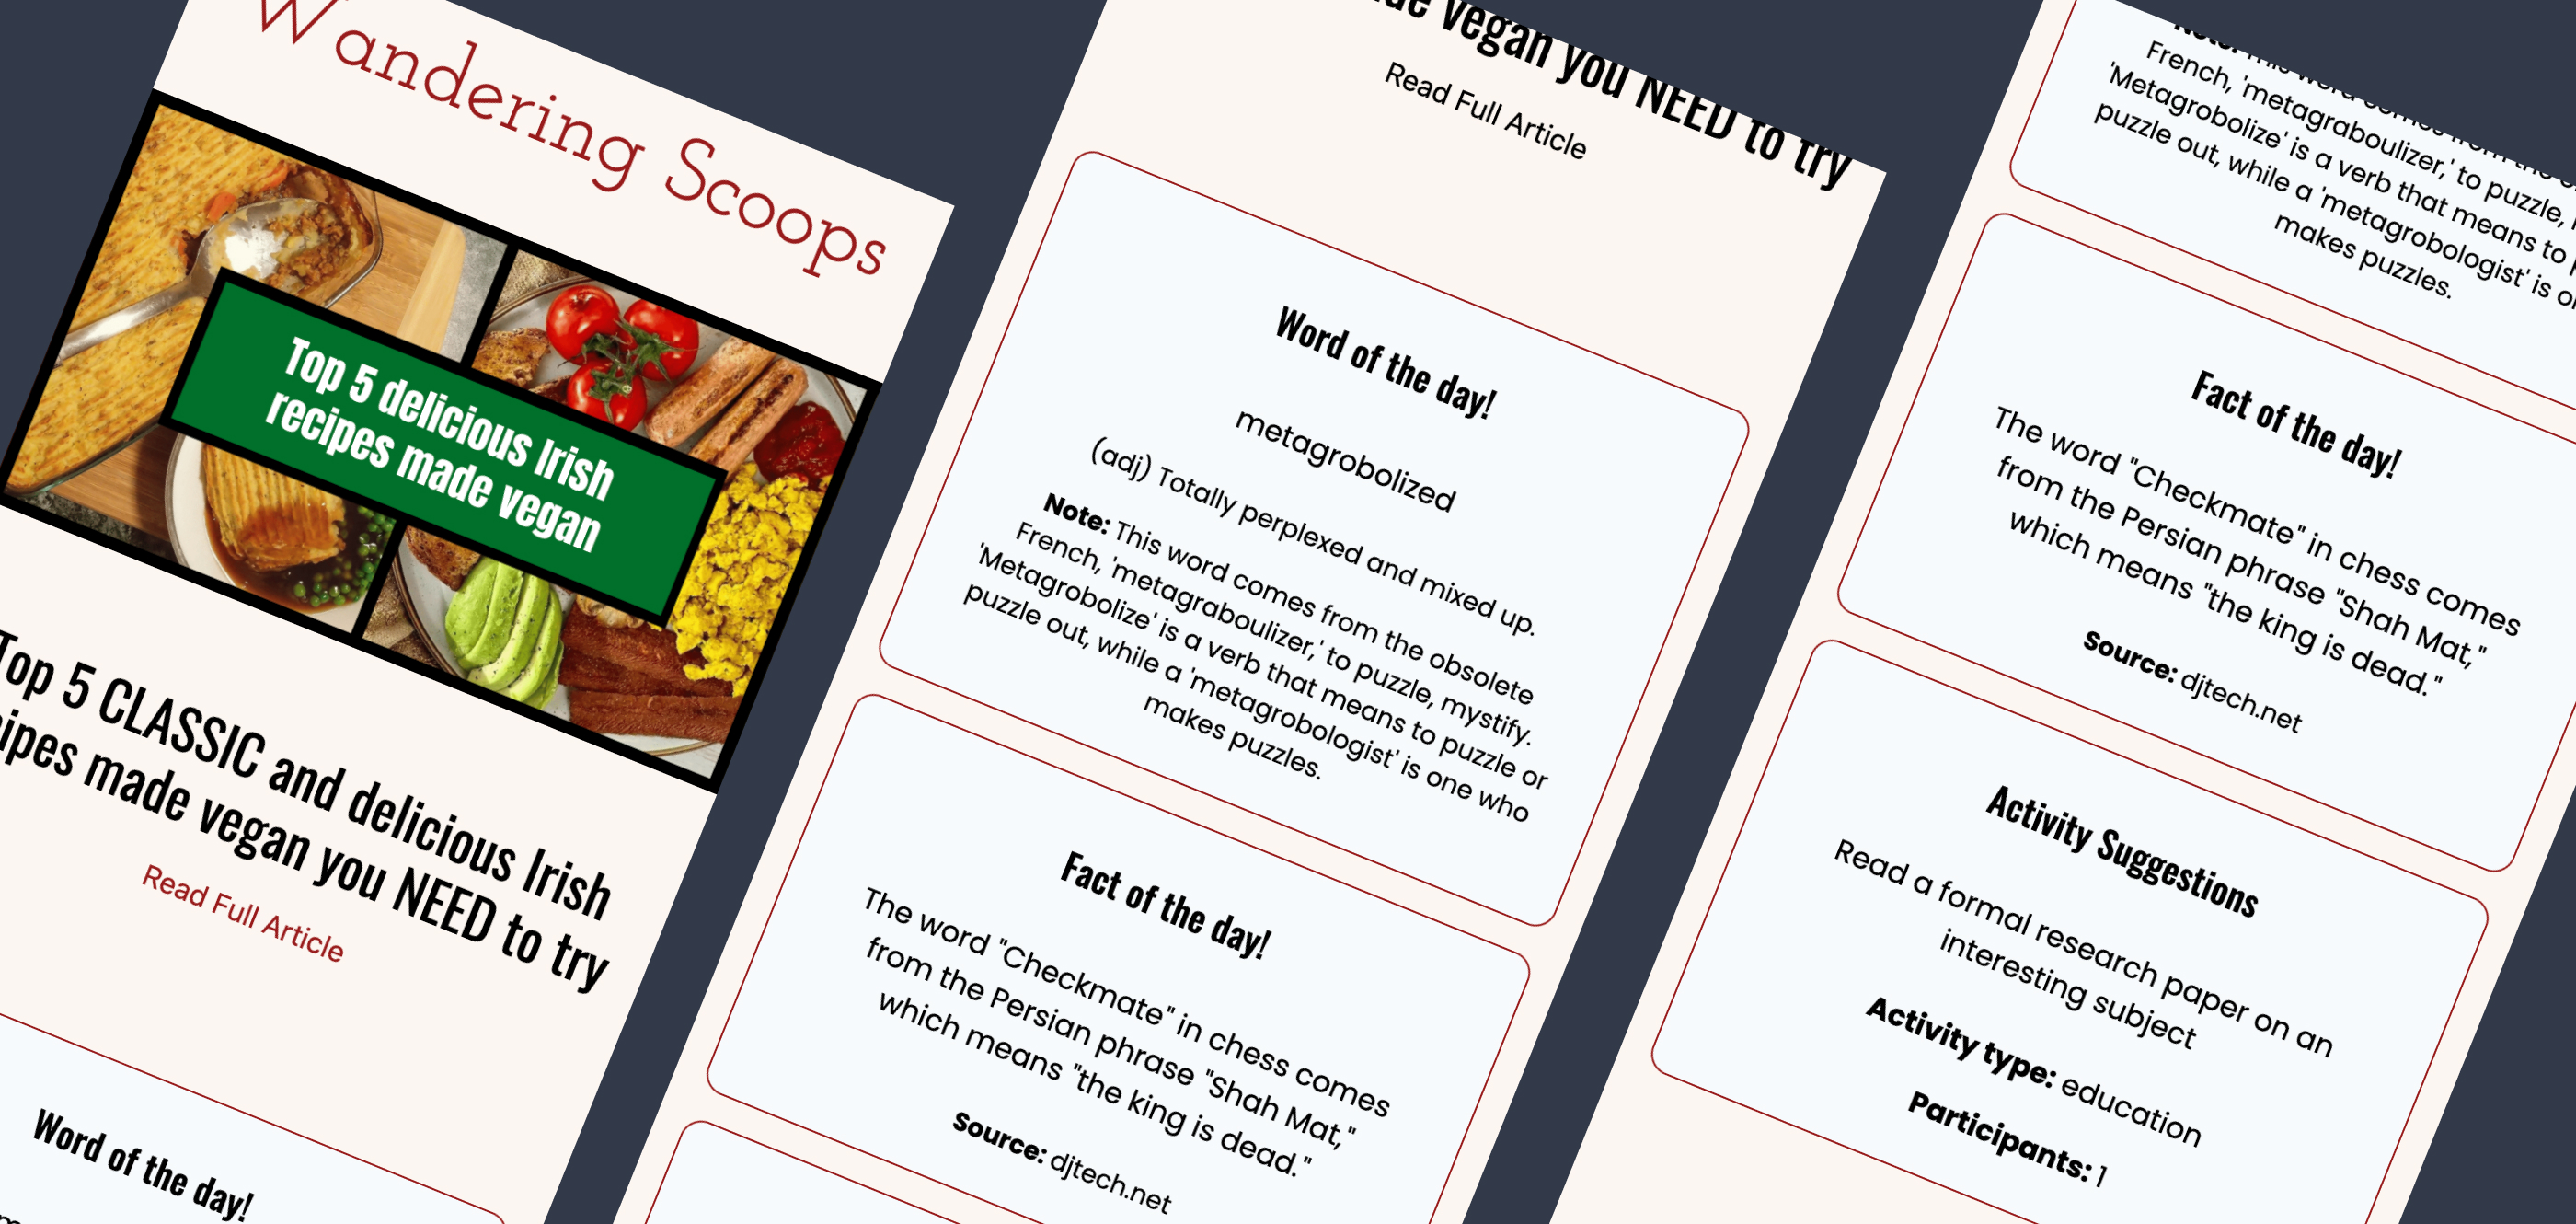 Wandering Scoops
Top 5 delicious Irish
recipes made vegan
Top 5 CLASSIC and delicious Irish
made vegan you NEED to try
Read Full Article
Word of the day!
vegan you NEED to try
Read Full Article
Word of the day!
metagrobolized
(adj) Totally perplexed and mixed up.
Note: This word comes from the obsolete
French, 'metagraboulizer,' to puzzle, mystify.
'Metagrobolize' is a verb that means to puzzle or
puzzle out, while a 'metagrobologist' is one who
makes puzzles.
Fact of the day!
The word "Checkmate" in chess comes
from the Persian phrase "Shah Mat,"
which means "the king is dead."
Source: djtech.net
Note: This word comes from the
French, 'metagraboulizer,' to puzzle,
'Metagrobolize' is a verb that means to
puzzle out, while a 'metagrobologist' is
makes puzzles.
Fact of the day!
The word "Checkmate" in chess comes
from the Persian phrase "Shah Mat,"
which means "the king is dead."
Source: djtech.net
Activity Suggestions
Read a formal research paper on an
interesting subject
Activity type: education
Participants: 1